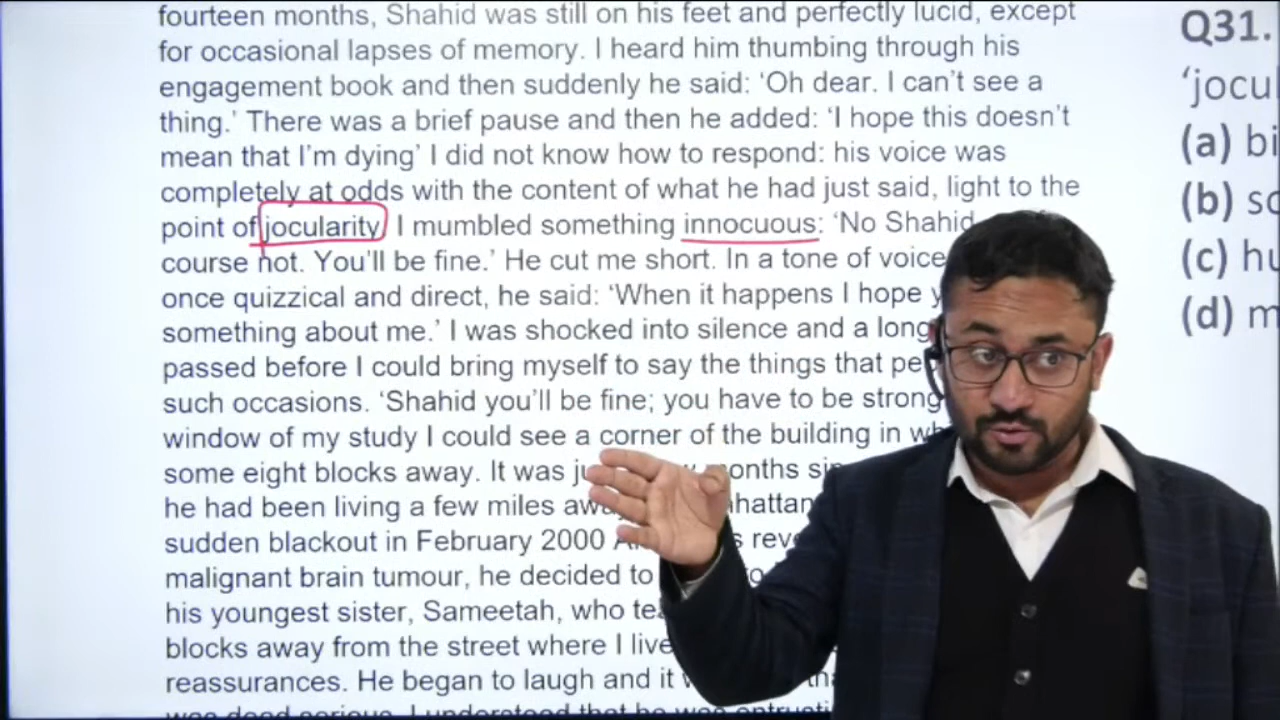 fourteen months, Shahid was still on his feet and perfectly lucid, except
for occasional lapses of memory. I heard him thumbing through his
engagement book and then suddenly he said: ‘Oh dear. I can’t see a
thing.’ There was a brief pause and then he added: ‘I hope this doesn’t
mean that I’m dying’ I did not know how to respond: his voice was
completely at odds with the content of what he had just said, light to the
point of jocularity I mumbled something innocuous: ‘No Shahid
course not. You’ll be fine.’ He cut me short. In a tone of voice
once quizzical and direct, he said: ‘When it happens I hope
something about me.’ I was shocked into silence and a long
passed before I could bring myself to say the things that
such occasions. ‘Shahid you’ll be fine; you have to be strong
window of my study I could see a corner of the building in
some eight blocks away. It was
he had been living a few miles
sudden blackout in February 2000
malignant brain tumour, he decided to
his youngest sister, Sameetah, who
blocks away from the street where I
reassurances. He began to laugh and it
was dead serious. I understood that he was
Q31.
(a)
(b)
(c)
(d)